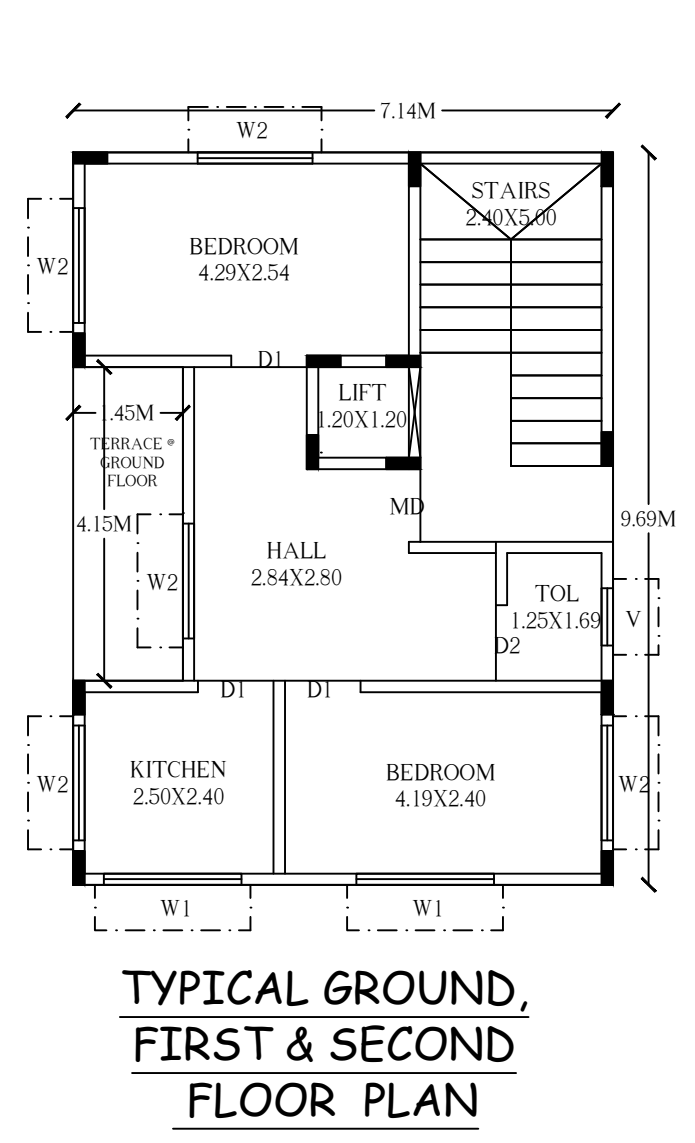 7.14M
W2
STAIRS
2.40X5.00
BEDROOM
4.29X2.54
W2
D1
LIFT
1.20X1.20
1.45M
TERRACE @
GROUND
FLOOR
MD
4.15M
9.69M
HALL
2.84X2.80
W2
TOL
1.25X1.69
V
D2
D1
D1
KITCHEN
2.50X2.40
BEDROOM
4.19X2.40
W2
W2
W1
W1
TYPICAL GROUND,
FIRST & SECOND
FLOOR PLAN